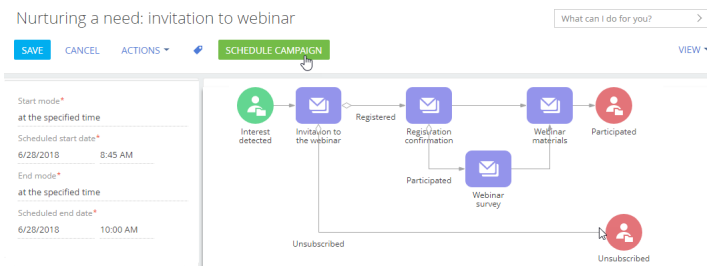 Nurturing a need: invitation to webinar
What can I do for you?
SAVE CANCEL ACTIONS SCHEDULE CAMPAIGN VIEW
Start mode*
at the specified time
Scheduled start date*
6/28/2018 8:45 AM
End mode*
at the specified time
Scheduled end date*
6/28/2018 10:00 AM
Interest
detected
Invitation to
the webinar
Registered
Registration
confirmation
Webinar
materials
Participated
Participated
Webinar
survey
Unsubscribed
Unsubscribed